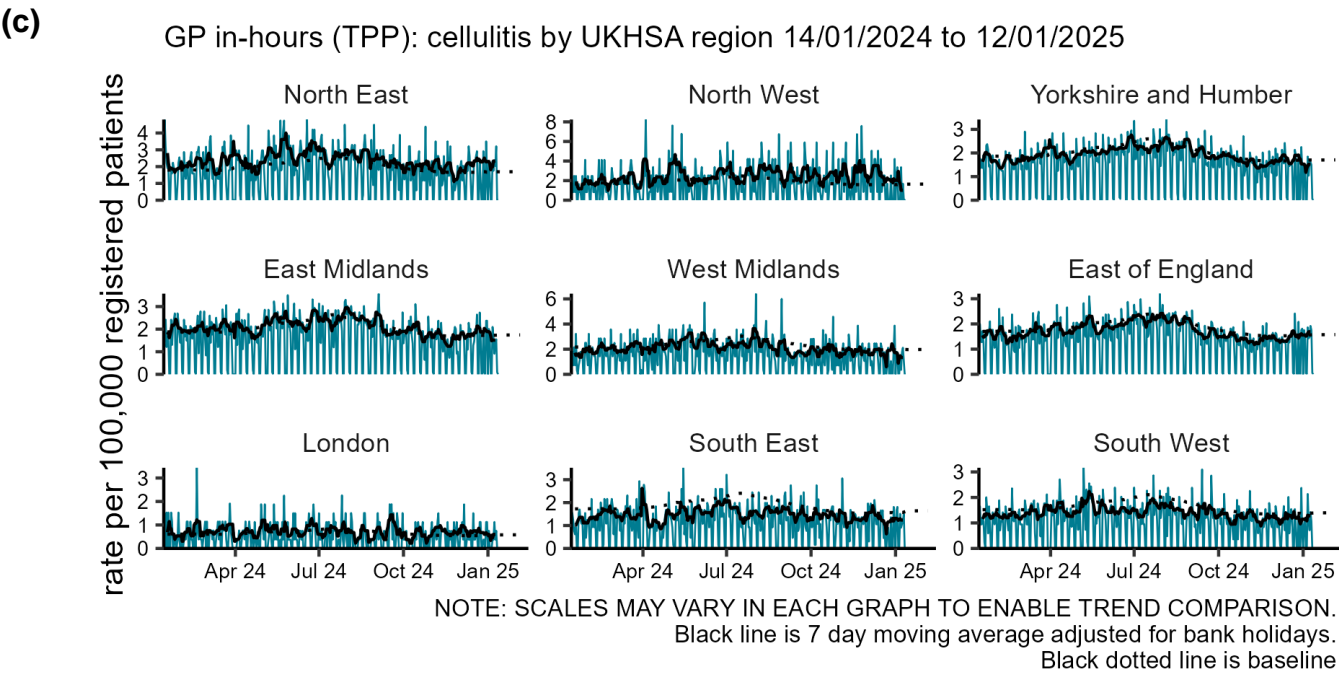 (c)
GP in-hours (TPP): cellulitis by UKHSA region 14/01/2024 to 12/01/2025
rate per 100,000 registered patients
North East
4
3
2
1
0
North West
8
6
4
2
0
Yorkshire and Humber
3
2
1
0
East Midlands
3
2
1
0
West Midlands
6
4
2
0
East of England
3
2
1
0
London
3
2
1
0
Apr 24 Jul 24 Oct 24 Jan 25
South East
3
2
1
0
Apr 24 Jul 24 Oct 24 Jan 25
South West
3
2
1
0
Apr 24 Jul 24 Oct 24 Jan 25
NOTE: SCALES MAY VARY IN EACH GRAPH TO ENABLE TREND COMPARISON.
Black line is 7 day moving average adjusted for bank holidays.
Black dotted line is baseline